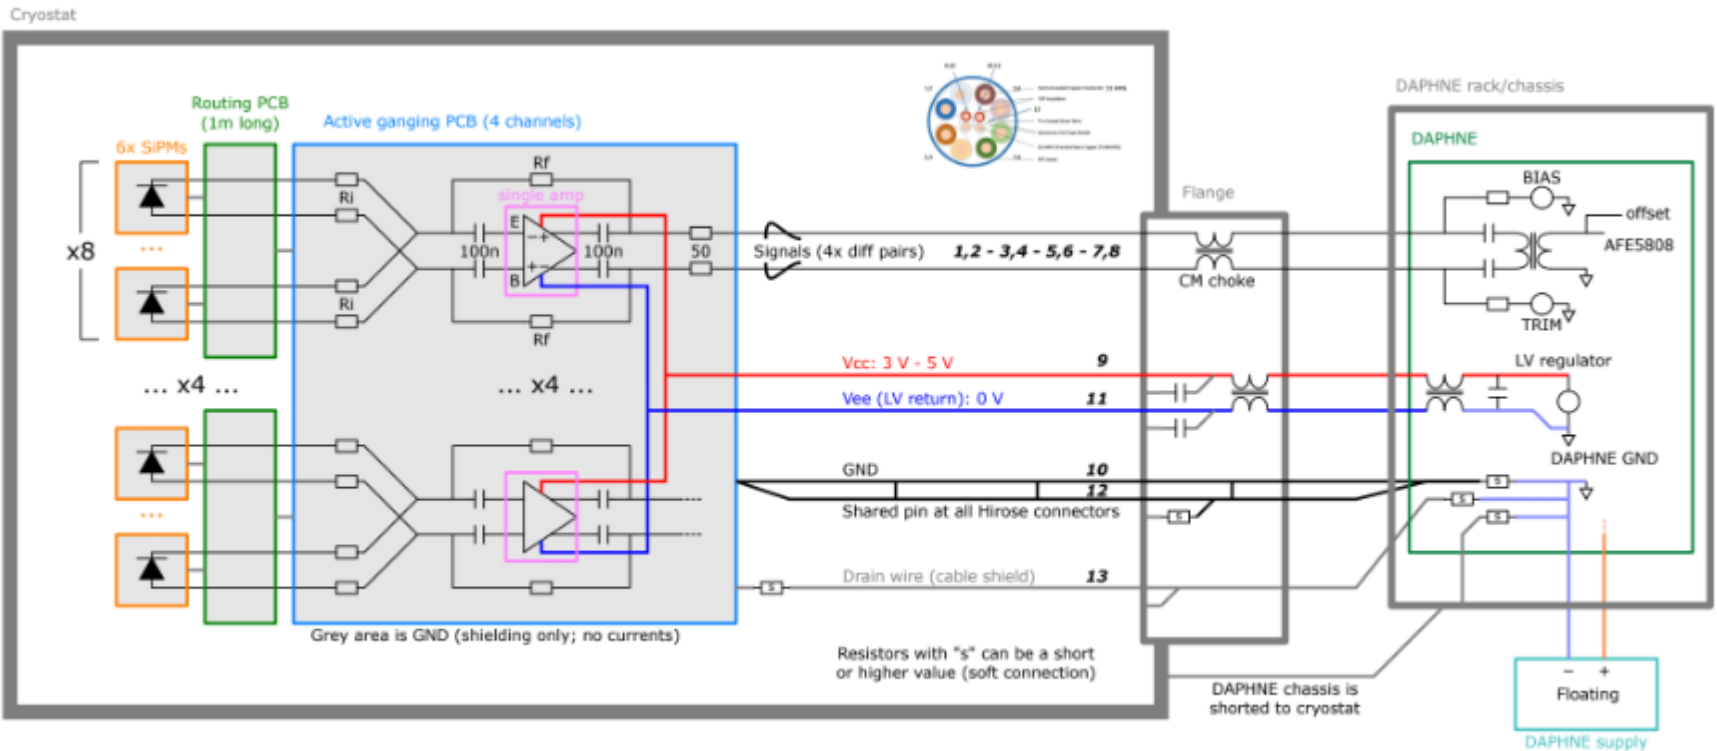 Cryostat
DAPHNE rack/chassis
Routing PCB
(1m long)
Active ganging PCB (4 channels)
DAPHNE
6x SiPMs
Rf
BIAS
single amp
Flange
Ri
E
offset
x8
...
100n
100n
50
Signals (4x diff pairs)
1,2 - 3,4 - 5,6 - 7,8
AFE5808
B
CM choke
Ri
TRIM
Rf
Vcc: 3 V - 5 V
9
LV regulator
... x4 ...
... x4 ...
Vee (LV return): 0 V
11
DAPHNE GND
GND
10
12
s
s
Shared pin at all Hirose connectors
s
s
...
Drain wire (cable shield)
13
s
Grey area is GND (shielding only; no currents)
Resistors with "s" can be a short
or higher value (soft connection)
DAPHNE chassis is
shorted to cryostat
- +
Floating
DAPHNE supply